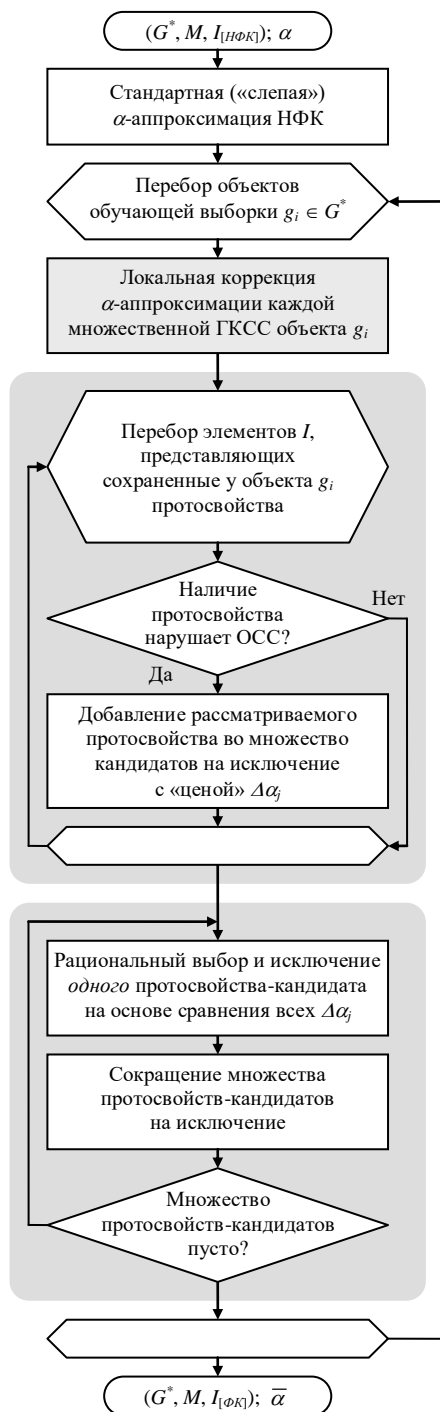 (G*, M, I[НФК]); α
Стандартная («слепая»)
α-аппроксимация НФК
Перебор объектов
обучающей выборки gi ∈ G*
Локальная коррекция
α-аппроксимации каждой
множественной ГКСС объекта gi
Перебор элементов I,
представляющих
сохраненные у объекта gi
протосвойства
Наличие
протосвойства
нарушает ОСС?
Нет
Да
Добавление рассматриваемого
протосвойства во множество
кандидатов на исключение
с «ценой» Δαj
Рациональный выбор и исключение
одного протосвойства-кандидата
на основе сравнения всех Δαj
Сокращение множества
протосвойств-кандидатов
на исключение
Множество
протосвойств-кандидатов
пусто?
(G*, M, I[ФК]); α̅